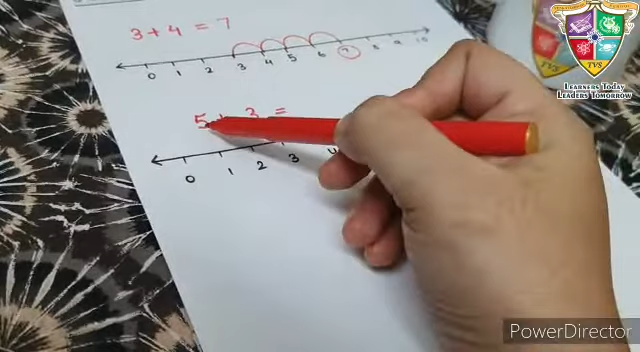 3 + 4 = 7
0 1 2 3 4 5 6 7 8 9 10
5 3 =
0 1 2 3 4
TVS
LEARNERS TODAY
LEADERS TOMORROW
PowerDirector